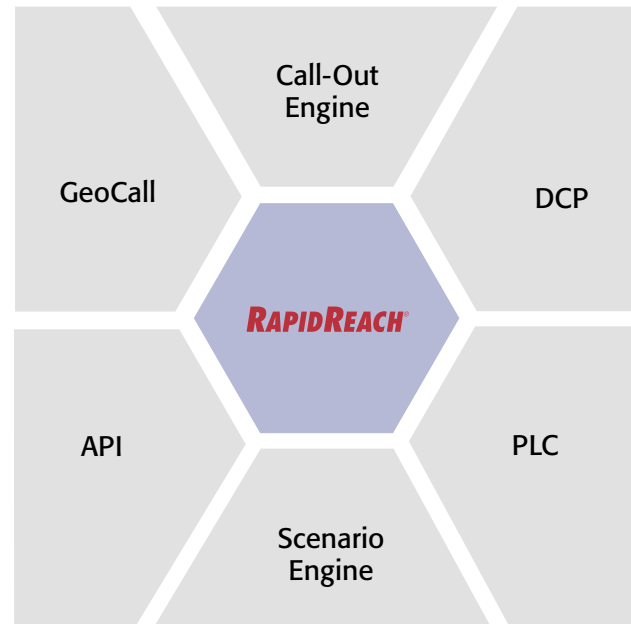 Call-Out
Engine
GeoCall
DCP
RAPIDREACH®
API
PLC
Scenario
Engine